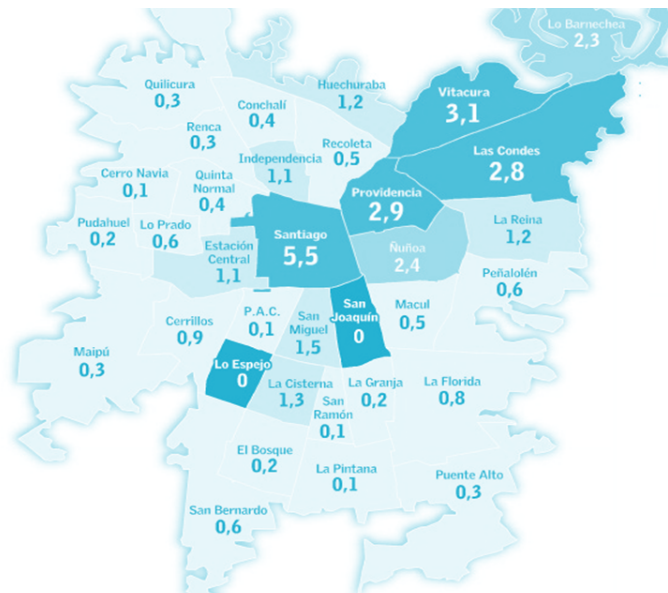 Lo Barnechea
2,3
Quilicura
0,3
Huechuraba
1,2
Vitacura
3,1
Conchalí
0,4
Renca
0,3
Recoleta
0,5
Las Condes
2,8
Independencia
1,1
Cerro Navia
0,1
Quinta
Normal
0,4
Providencia
2,9
Pudahuel
0,2
Lo Prado
0,6
Santiago
5,5
La Reina
1,2
Estación
Central
1,1
Ñuñoa
2,4
Peñalolén
0,6
San
Joaquín
0
Macul
0,5
P.A.C.
0,1
San
Miguel
1,5
Cerrillos
0,9
Maipú
0,3
Lo Espejo
0
La Cisterna
1,3
La Granja
0,2
La Florida
0,8
San
Ramón
0,1
El Bosque
0,2
La Pintana
0,1
Puente Alto
0,3
San Bernardo
0,6